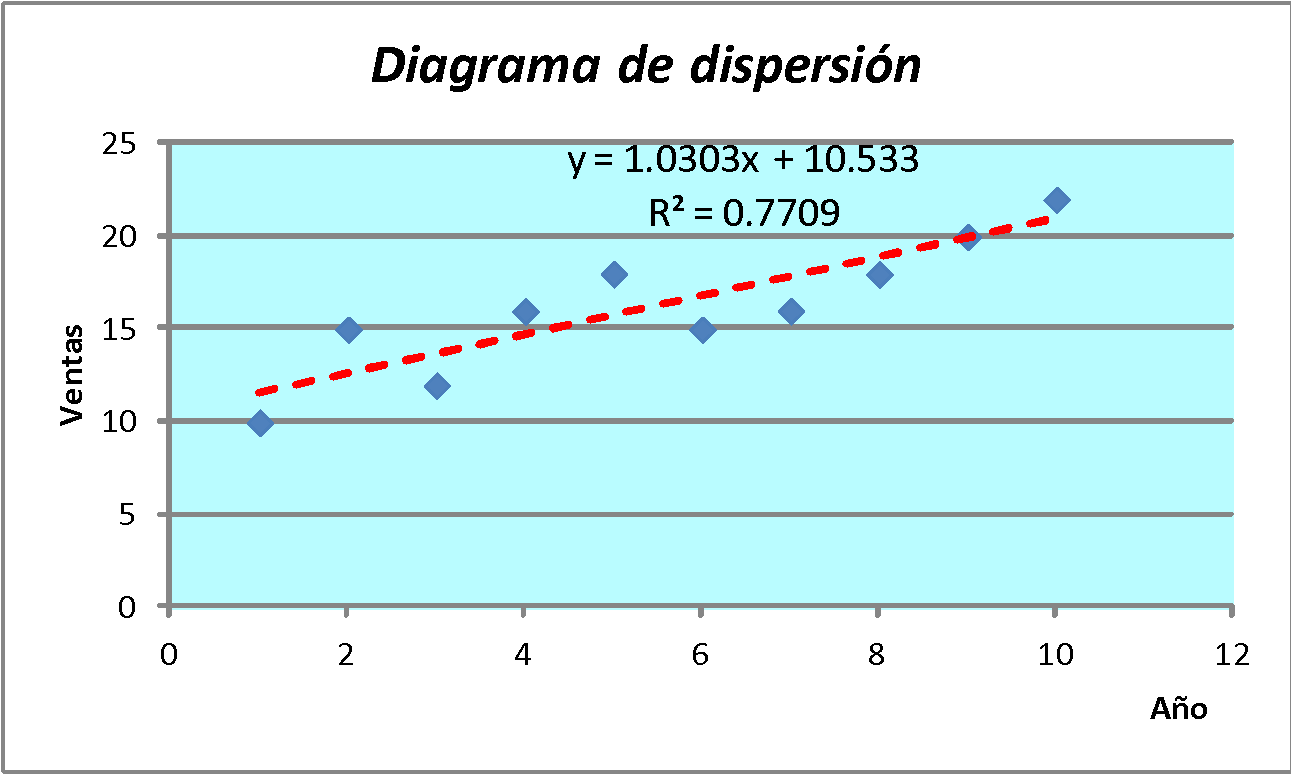 Diagrama de dispersión
y = 1.0303x + 10.533
R² = 0.7709
25
20
15
10
5
0
Ventas
0 2 4 6 8 10 12
Año